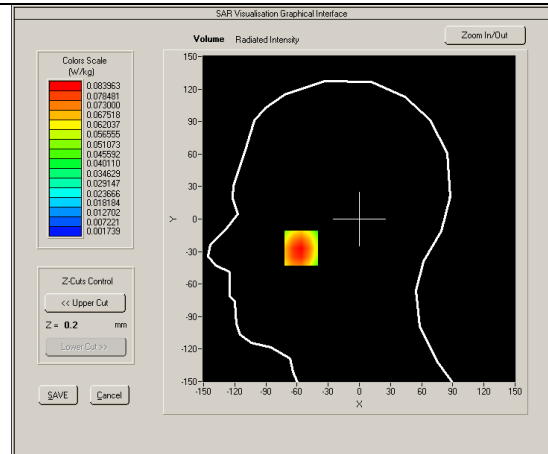 SAR Visualisation Graphical Interface
Volume Radiated Intensity
Zoom In/Out
Colors Scale
(W/kg)
0.083963
0.078481
0.073000
0.067518
0.062037
0.056555
0.051073
0.045592
0.040110
0.034629
0.029147
0.023666
0.018184
0.012702
0.007221
0.001739
Z-Cuts Control
<< Upper Cut
Z = 0.2 mm
Lower Cut >>
SAVE Cancel
150
120
90
60
30
0
-30
-60
-90
-120
-150
Y
-150 -120 -90 -60 -30 0 30 60 90 120 150
X